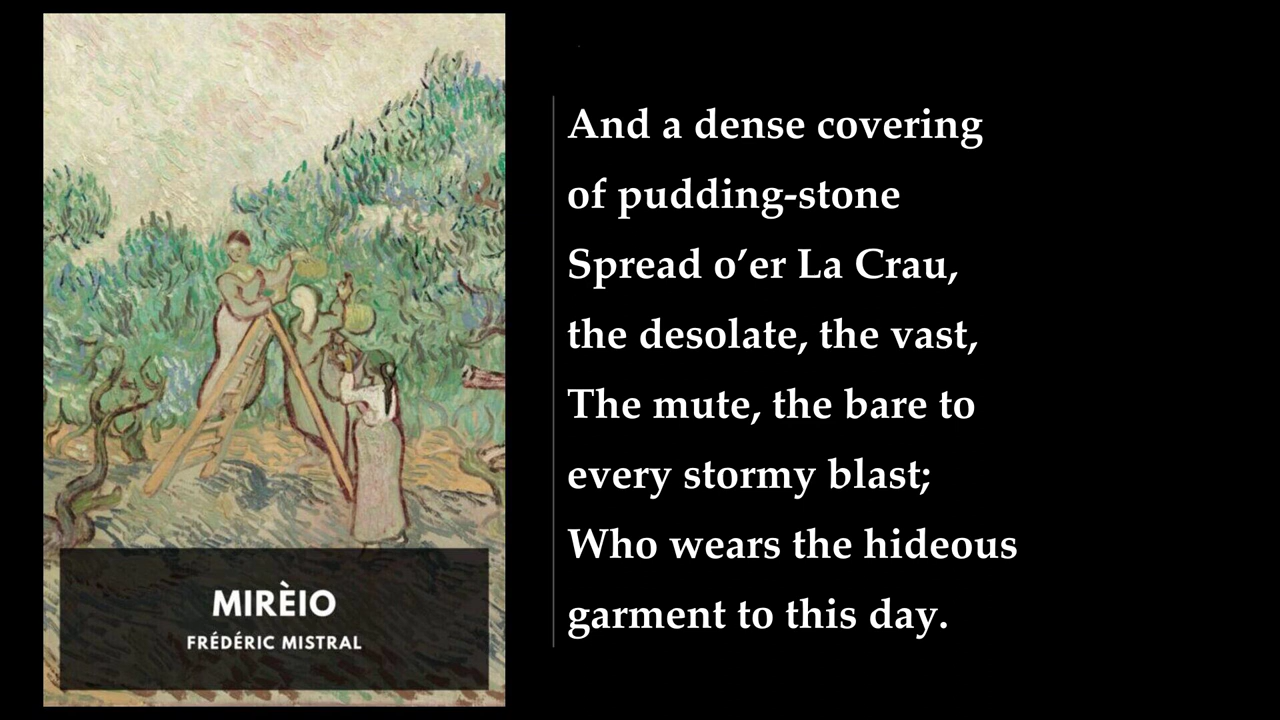 MIRÈIO
FRÉDÉRIC MISTRAL
And a dense covering
of pudding-stone
Spread o’er La Crau,
the desolate, the vast,
The mute, the bare to
every stormy blast;
Who wears the hideous
garment to this day.